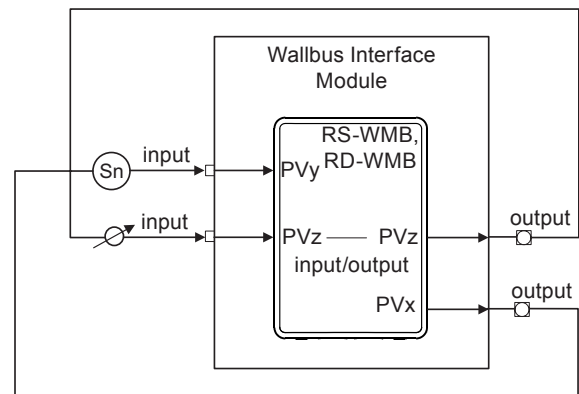 Wallbus Interface
Module
RS-WMB,
RD-WMB
input
Sn
PVy
input
PVz
PVz
output
input/output
output
PVx